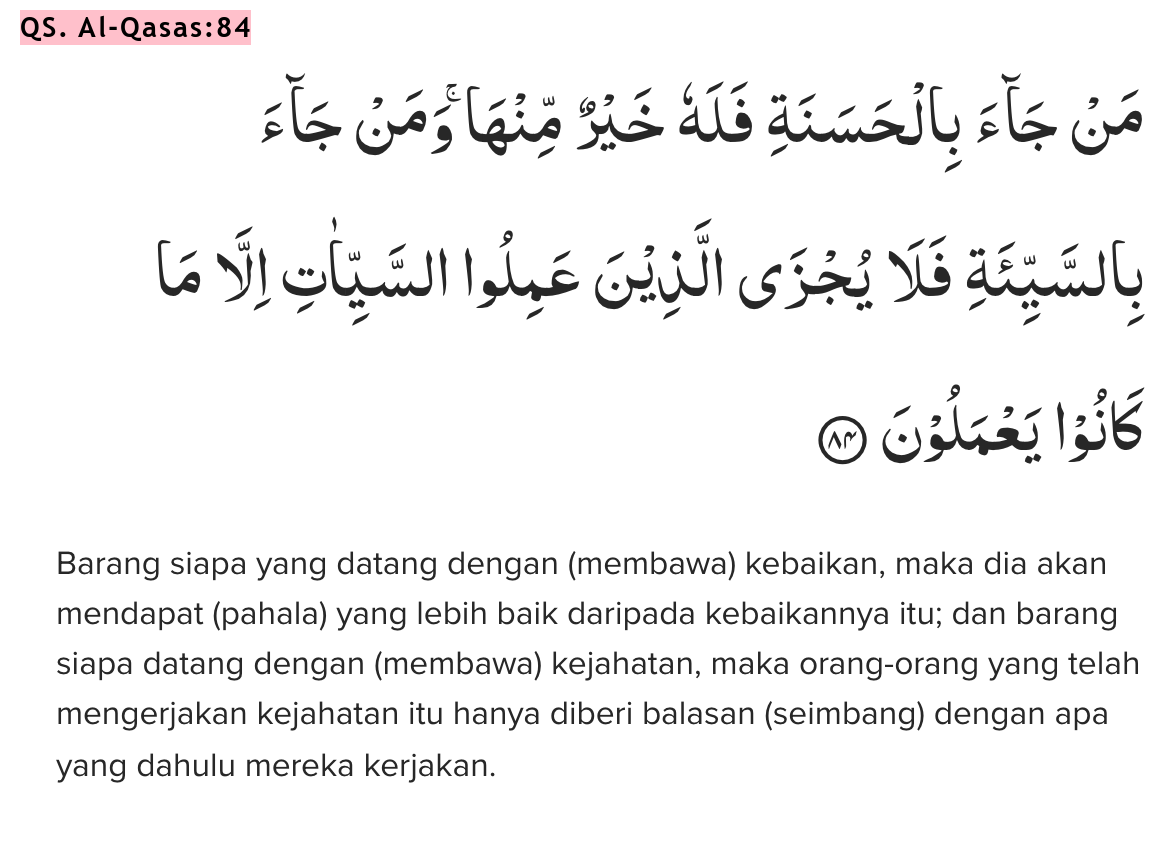 QS. Al-Qasas:84
مَنْ جَاۤءَ بِالْحَسَنَةِ فَلَهٗ خَيْرٌ مِّنْهَاۚ وَمَنْ جَاۤءَ
بِالسَّيِّئَةِ فَلَا يُجْزَى الَّذِيْنَ عَمِلُوا السَّيِّاٰتِ اِلَّا مَا
كَانُوْا يَعْمَلُوْنَ ۝٨٤
Barang siapa yang datang dengan (membawa) kebaikan, maka dia akan
mendapat (pahala) yang lebih baik daripada kebaikannya itu; dan barang
siapa datang dengan (membawa) kejahatan, maka orang-orang yang telah
mengerjakan kejahatan itu hanya diberi balasan (seimbang) dengan apa
yang dahulu mereka kerjakan.